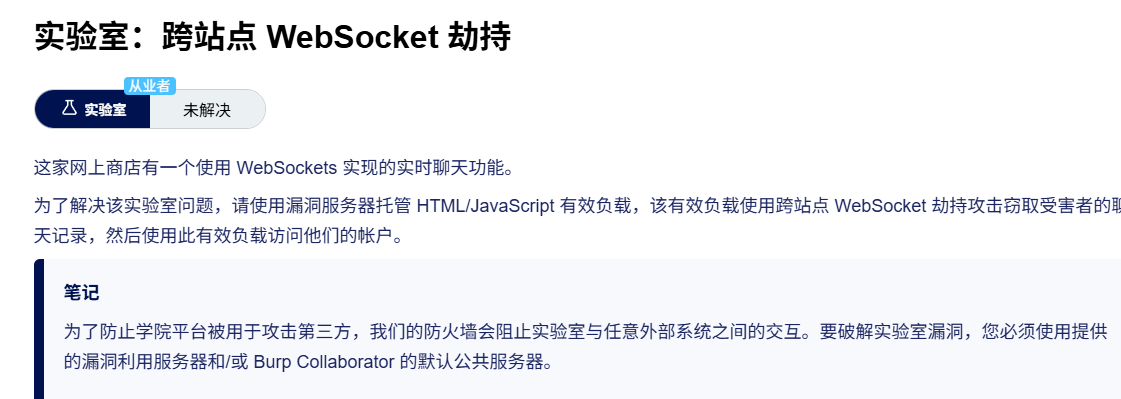 实验室：跨站点 WebSocket 劫持
从业者
实验室 未解决
这家网上商店有一个使用 WebSockets 实现的实时聊天功能。
为了解决该实验室问题，请使用漏洞服务器托管 HTML/JavaScript 有效负载，该有效负载使用跨站点 WebSocket 劫持攻击窃取受害者的聊
天记录，然后使用此有效负载访问他们的帐户。
笔记
为了防止学院平台被用于攻击第三方，我们的防火墙会阻止实验室与任意外部系统之间的交互。要破解实验室漏洞，您必须使用提供
的漏洞利用服务器和/或 Burp Collaborator 的默认公共服务器。